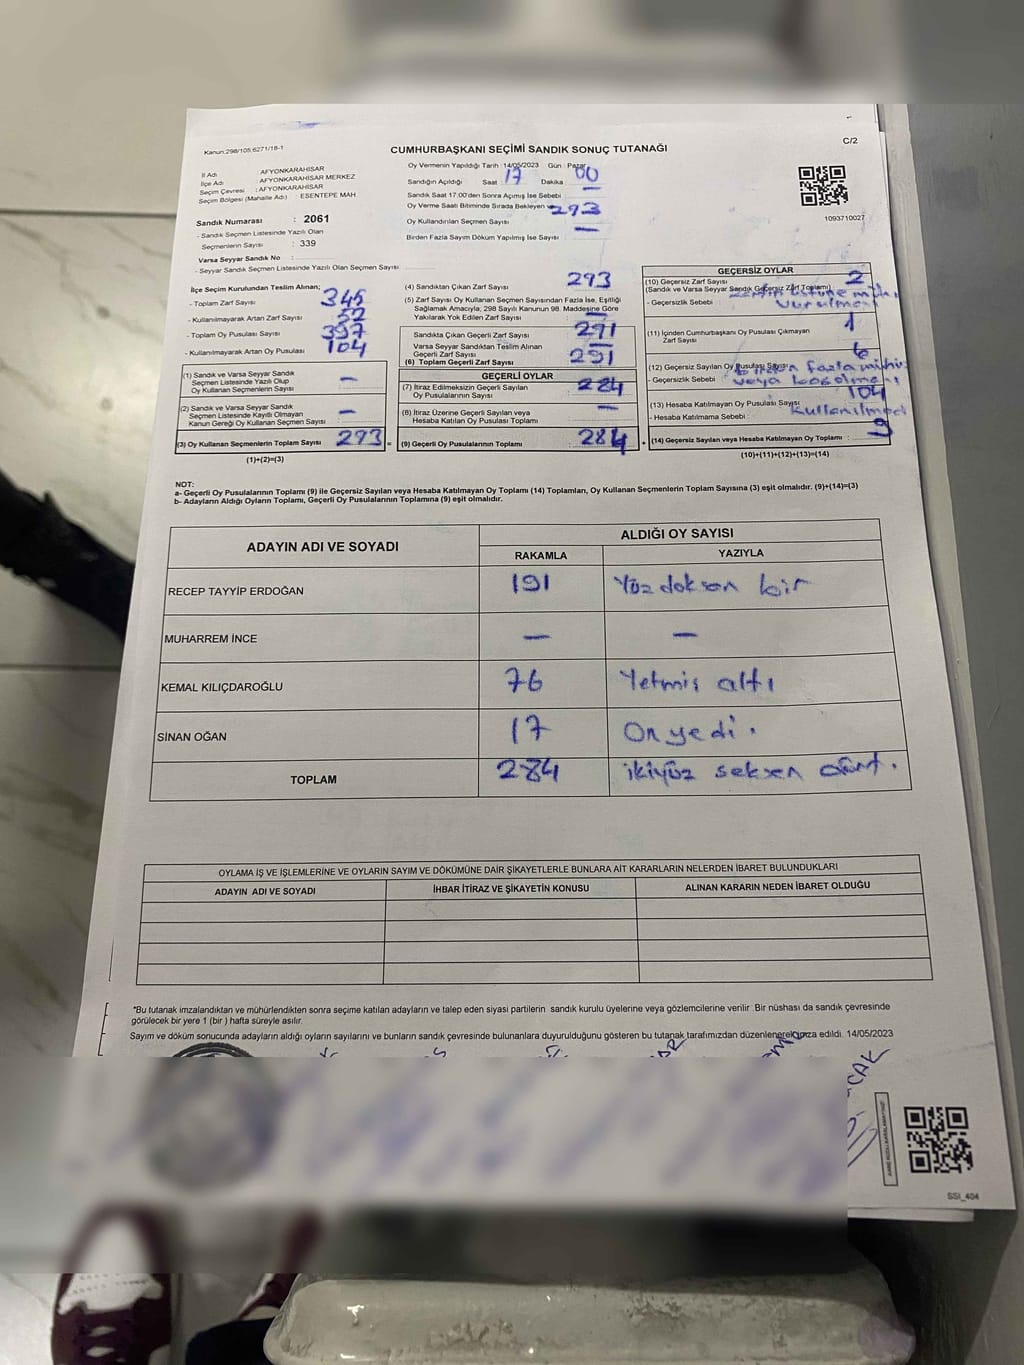 Kanun:298/105;6271/18-1
C/2
CUMHURBAŞKANI SEÇİMİ SANDIK SONUÇ TUTANAĞI
İl Adı : AFYONKARAHİSAR
İlçe Adı : AFYONKARAHİSAR MERKEZ
Seçim Çevresi : AFYONKARAHİSAR
Seçim Bölgesi (Mahalle Adı) : ESENTEPE MAH
Sandık Numarası : 2061
- Sandık Seçmen Listesinde Yazılı Olan
Seçmenlerin Sayısı : 339
Varsa Seyyar Sandık No :
- Seyyar Sandık Seçmen Listesinde Yazılı Olan Seçmen Sayısı:
Oy Vermenin Yapıldığı Tarih : 14/05/2023 Gün : Pazar
Sandığın Açıldığı Saat 17 Dakika 00
Sandık Saat 17:00'den Sonra Açımış İse Sebebi —
Oy Verme Saati Bitiminde Sırada Bekleyen ve 293
Oy Kullandırılan Seçmen Sayısı —
Birden Fazla Sayım Döküm Yapılmış İse Sayısı
1093710027
İlçe Seçim Kurulundan Teslim Alınan;
- Toplam Zarf Sayısı 345
- Kullanılmayarak Artan Zarf Sayısı 52
- Toplam Oy Pusulası Sayısı 397
- Kullanılmayarak Artan Oy Pusulası 104
(1) Sandık ve Varsa Seyyar Sandık
Seçmen Listesinde Yazılı Olup
Oy Kullanan Seçmenlerin Sayısı —
(2) Sandık ve Varsa Seyyar Sandık
Seçmen Listesinde Kayıtlı Olmayan
Kanun Gereği Oy Kullanan Seçmen Sayısı —
(3) Oy Kullanan Seçmenlerin Toplam Sayısı 293 =
(1)+(2)=(3)
(4) Sandıktan Çıkan Zarf Sayısı 293
(5) Zarf Sayısı Oy Kullanan Seçmen Sayısından Fazla İse, Eşitliği
Sağlamak Amacıyla, 298 Sayılı Kanunun 98. Maddesine Göre
Yakılarak Yok Edilen Zarf Sayısı —
Sandıkta Çıkan Geçerli Zarf Sayısı 291
Varsa Seyyar Sandıktan Teslim Alınan
Geçerli Zarf Sayısı —
(6) Toplam Geçerli Zarf Sayısı 291
GEÇERLİ OYLAR
(7) İtiraz Edilmeksizin Geçerli Sayılan
Oy Pusulalarının Sayısı 284
(8) İtiraz Üzerine Geçerli Sayılan veya
Hesaba Katılan Oy Pusulası Toplamı —
(9) Geçerli Oy Pusulalarının Toplamı 284
GEÇERSİZ OYLAR
(10) Geçersiz Zarf Sayısı 2
(Sandık ve Varsa Seyyar Sandık Geçersiz Zarf Toplamı)
- Geçersizlik Sebebi : üstüne
(11) İçinden Cumhurbaşkanı Oy Pusulası Çıkmayan
Zarf Sayısı 1
(12) Geçersiz Sayılan Oy Pusulası Sayısı 6
- Geçersizlik Sebebi birden fazla mühür
veya
(13) Hesaba Katılmayan Oy Pusulası Sayısı 104
- Hesaba Katılmama Sebebi :
(14) Geçersiz Sayılan veya Hesaba Katılmayan Oy Toplamı : 9
(10)+(11)+(12)+(13)=(14)
NOT:
a- Geçerli Oy Pusulalarının Toplamı (9) ile Geçersiz Sayılan veya Hesaba Katılmayan Oy Toplamı (14) Toplamları, Oy Kullanan Seçmenlerin Toplam Sayısına (3) eşit olmalıdır. (9)+(14)=(3)
b- Adayların Aldığı Oyların Toplamı, Geçerli Oy Pusulalarının Toplamına (9) eşit olmalıdır.
ADAYIN ADI VE SOYADI
ALDIĞI OY SAYISI
RAKAMLA YAZIYLA
RECEP TAYYİP ERDOĞAN 191 Yüz doksan bir
MUHARREM İNCE — —
KEMAL KILIÇDAROĞLU 76 Yetmiş altı
SİNAN OĞAN 17 On yedi.
TOPLAM 284 ikiyüz seksen dört.
OYLAMA İŞ VE İŞLEMLERİNE VE OYLARIN SAYIM VE DÖKÜMÜNE DAİR ŞİKAYETLERLE BUNLARA AİT KARARLARIN NELERDEN İBARET BULUNDUKLARI
ADAYIN ADI VE SOYADI İHBAR İTİRAZ VE ŞİKAYETİN KONUSU ALINAN KARARIN NEDEN İBARET OLDUĞU
*Bu tutanak imzalandıktan ve mühürlendikten sonra seçime katılan adayların ve talep eden siyasi partilerin sandık kurulu üyelerine veya gözlemcilerine verilir. Bir nüshası da sandık çevresinde
görülecek bir yere 1 (bir ) hafta süreyle asılır.
Sayım ve döküm sonucunda adayların aldığı oyların sayılarını ve bunların sandık çevresinde bulunanlara duyurulduğunu gösteren bu tutanak tarafımızdan düzenlenerek imza edildi. 14/05/2023
SSI_404